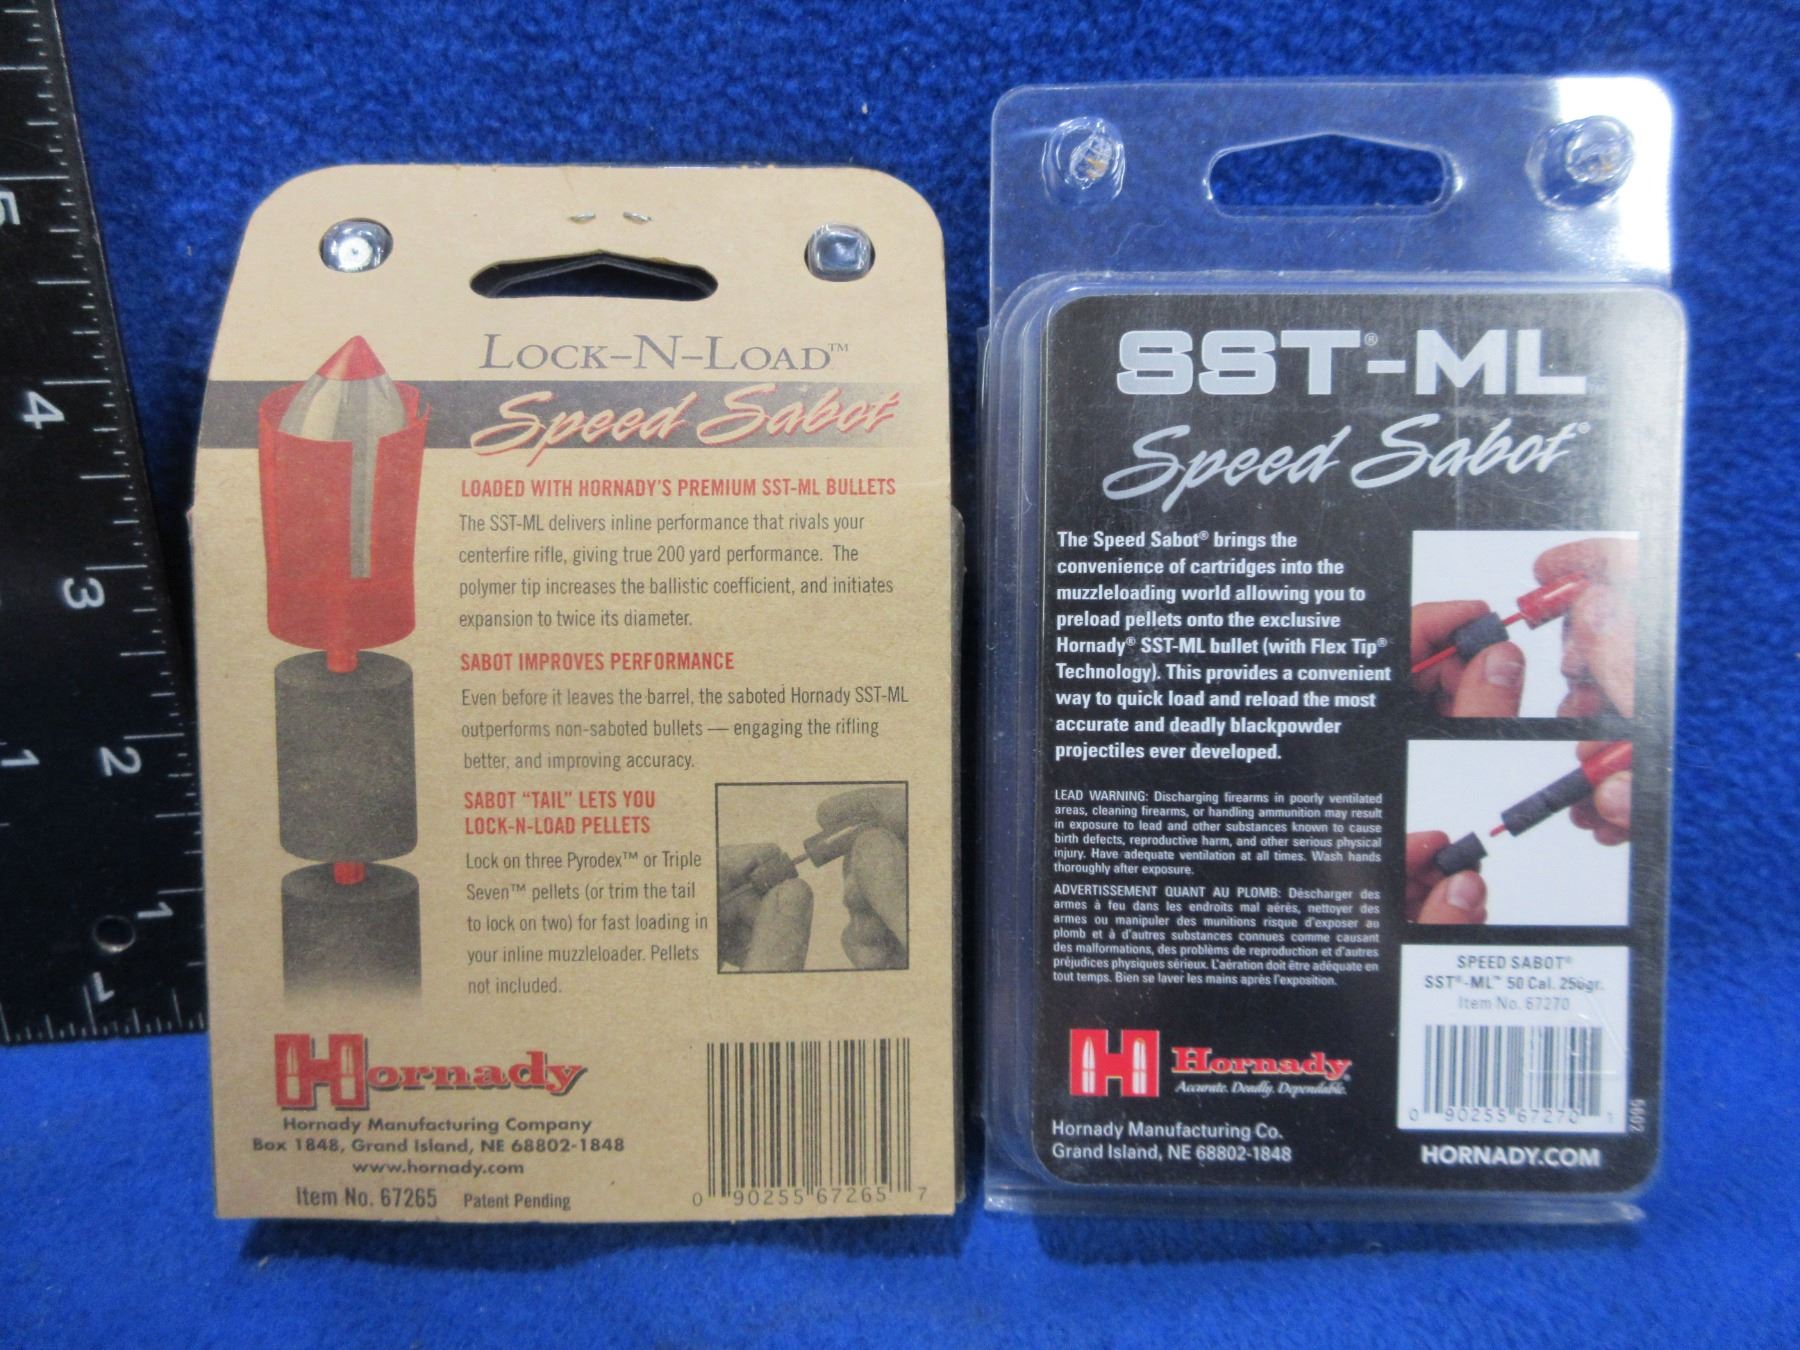 5
4
3
2
1
1
LOCK-N-LOAD™
Speed Sabot
LOADED WITH HORNADY'S PREMIUM SST-ML BULLETS
The SST-ML delivers inline performance that rivals your
centerfire rifle, giving true 200 yard performance. The
polymer tip increases the ballistic coefficient, and initiates
expansion to twice its diameter.
SABOT IMPROVES PERFORMANCE
Even before it leaves the barrel, the saboted Hornady SST-ML
outperforms non-saboted bullets — engaging the rifling
better, and improving accuracy.
SABOT "TAIL" LETS YOU
LOCK-N-LOAD PELLETS
Lock on three Pyrodex™ or Triple
Seven™ pellets (or trim the tail
to lock on two) for fast loading in
your inline muzzleloader. Pellets
not included.
Hornady
Hornady Manufacturing Company
Box 1848, Grand Island, NE 68802-1848
www.hornady.com
Item No. 67265 Patent Pending
0 90255 67265 7
SST®-ML
Speed Sabot®
The Speed Sabot® brings the
convenience of cartridges into the
muzzleloading world allowing you to
preload pellets onto the exclusive
Hornady® SST-ML bullet (with Flex Tip®
Technology). This provides a convenient
way to quick load and reload the most
accurate and deadly blackpowder
projectiles ever developed.
LEAD WARNING: Discharging firearms in poorly ventilated
areas, cleaning firearms, or handling ammunition may result
in exposure to lead and other substances known to cause
birth defects, reproductive harm, and other serious physical
injury. Have adequate ventilation at all times. Wash hands
thoroughly after exposure.
ADVERTISSEMENT QUANT AU PLOMB: Descharger des
armes à feu dans les endroits mal aérés, nettoyer des
armes ou manipuler des munitions risque d'exposer au
plomb et à d'autres substances connues comme causant
des malformations, des problèms de reproduction et d'autres
préjudices physiques sérieux. L'aération doit être adéquate en
tout temps. Bien se laver les mains après l'exposition.
H Hornady®
Accurate. Deadly. Dependable.
Hornady Manufacturing Co.
Grand Island, NE 68802-1848
SPEED SABOT®
SST®-ML™ 50 Cal. 250gr.
Item No. 67270
0 90255 67270 1
HORNADY.COM